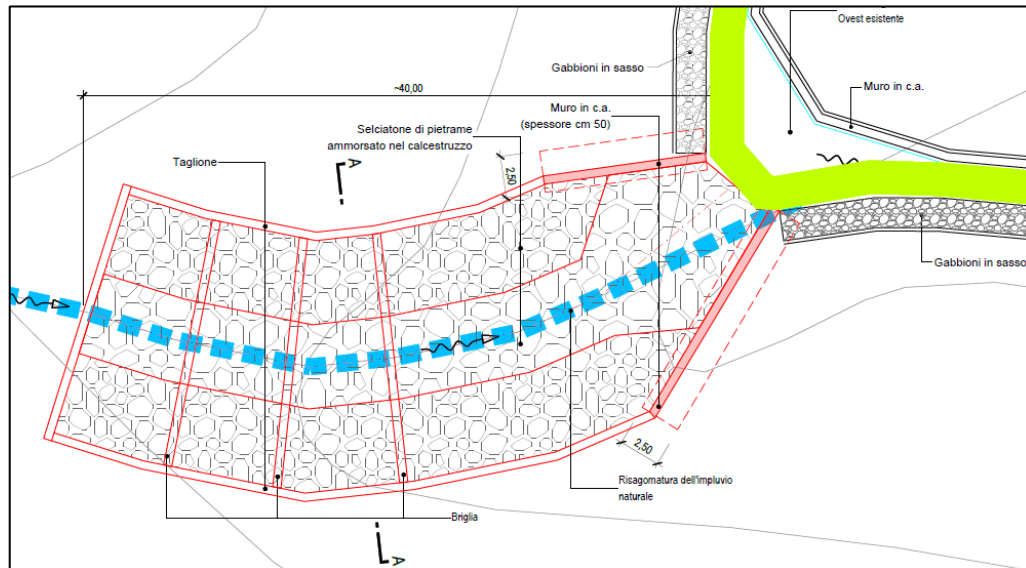 Ovest esistente
Gabbioni in sasso
Muro in c.a.
~40,00
Muro in c.a.
(spessore cm 50)
Selciatone di pietrame
ammorsato nel calcestruzzo
Taglione
A
2,50
Gabbioni in sasso
2,50
Risagomatura dell'impluvio
naturale
Briglia
A